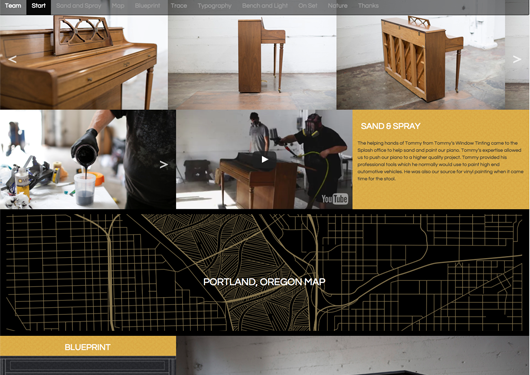 Team Start Sand and Spray Map Blueprint Trace Typography Bench and Light On Set Nature Thanks
< >
>
YouTube
SAND & SPRAY
The helping hands of Tommy from Tommy's Window Tinting came to the
Splash office to help sand and paint our piano. Tommy's expertise allowed
us to push our piano to a higher quality project. Tommy provided his
professional tools which he normally would use to paint high end
automotive vehicles. He was also our source for vinyl painting when it came
time for the stool.
PORTLAND, OREGON MAP
BLUEPRINT